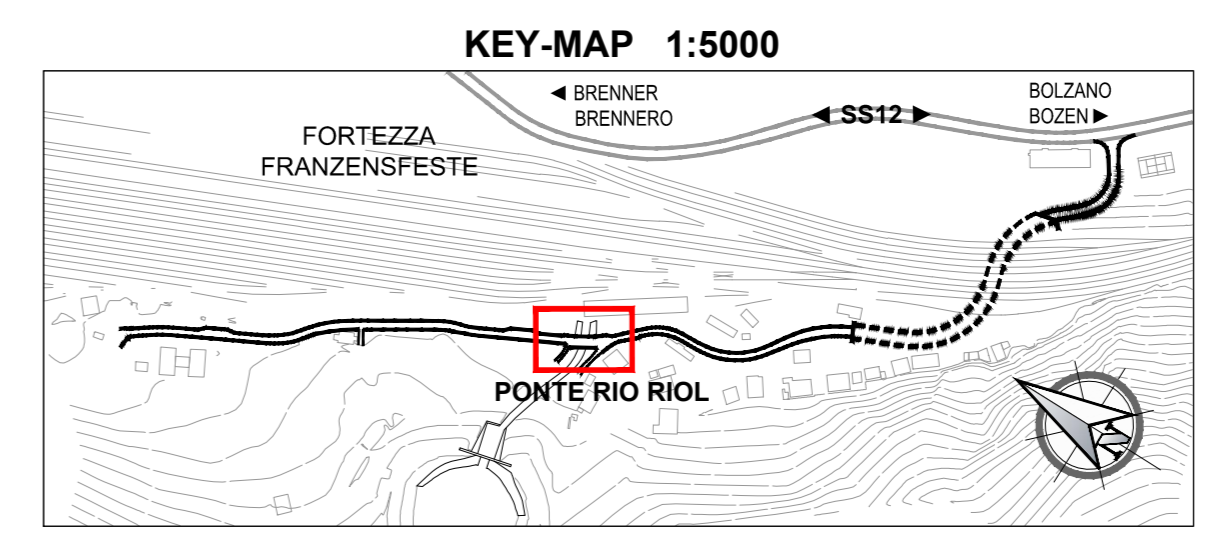 KEY-MAP 1:5000
◄ BRENNER
BRENNERO
◄ SS12 ►
BOLZANO
BOZEN ►
FORTEZZA
FRANZENSFESTE
PONTE RIO RIOL